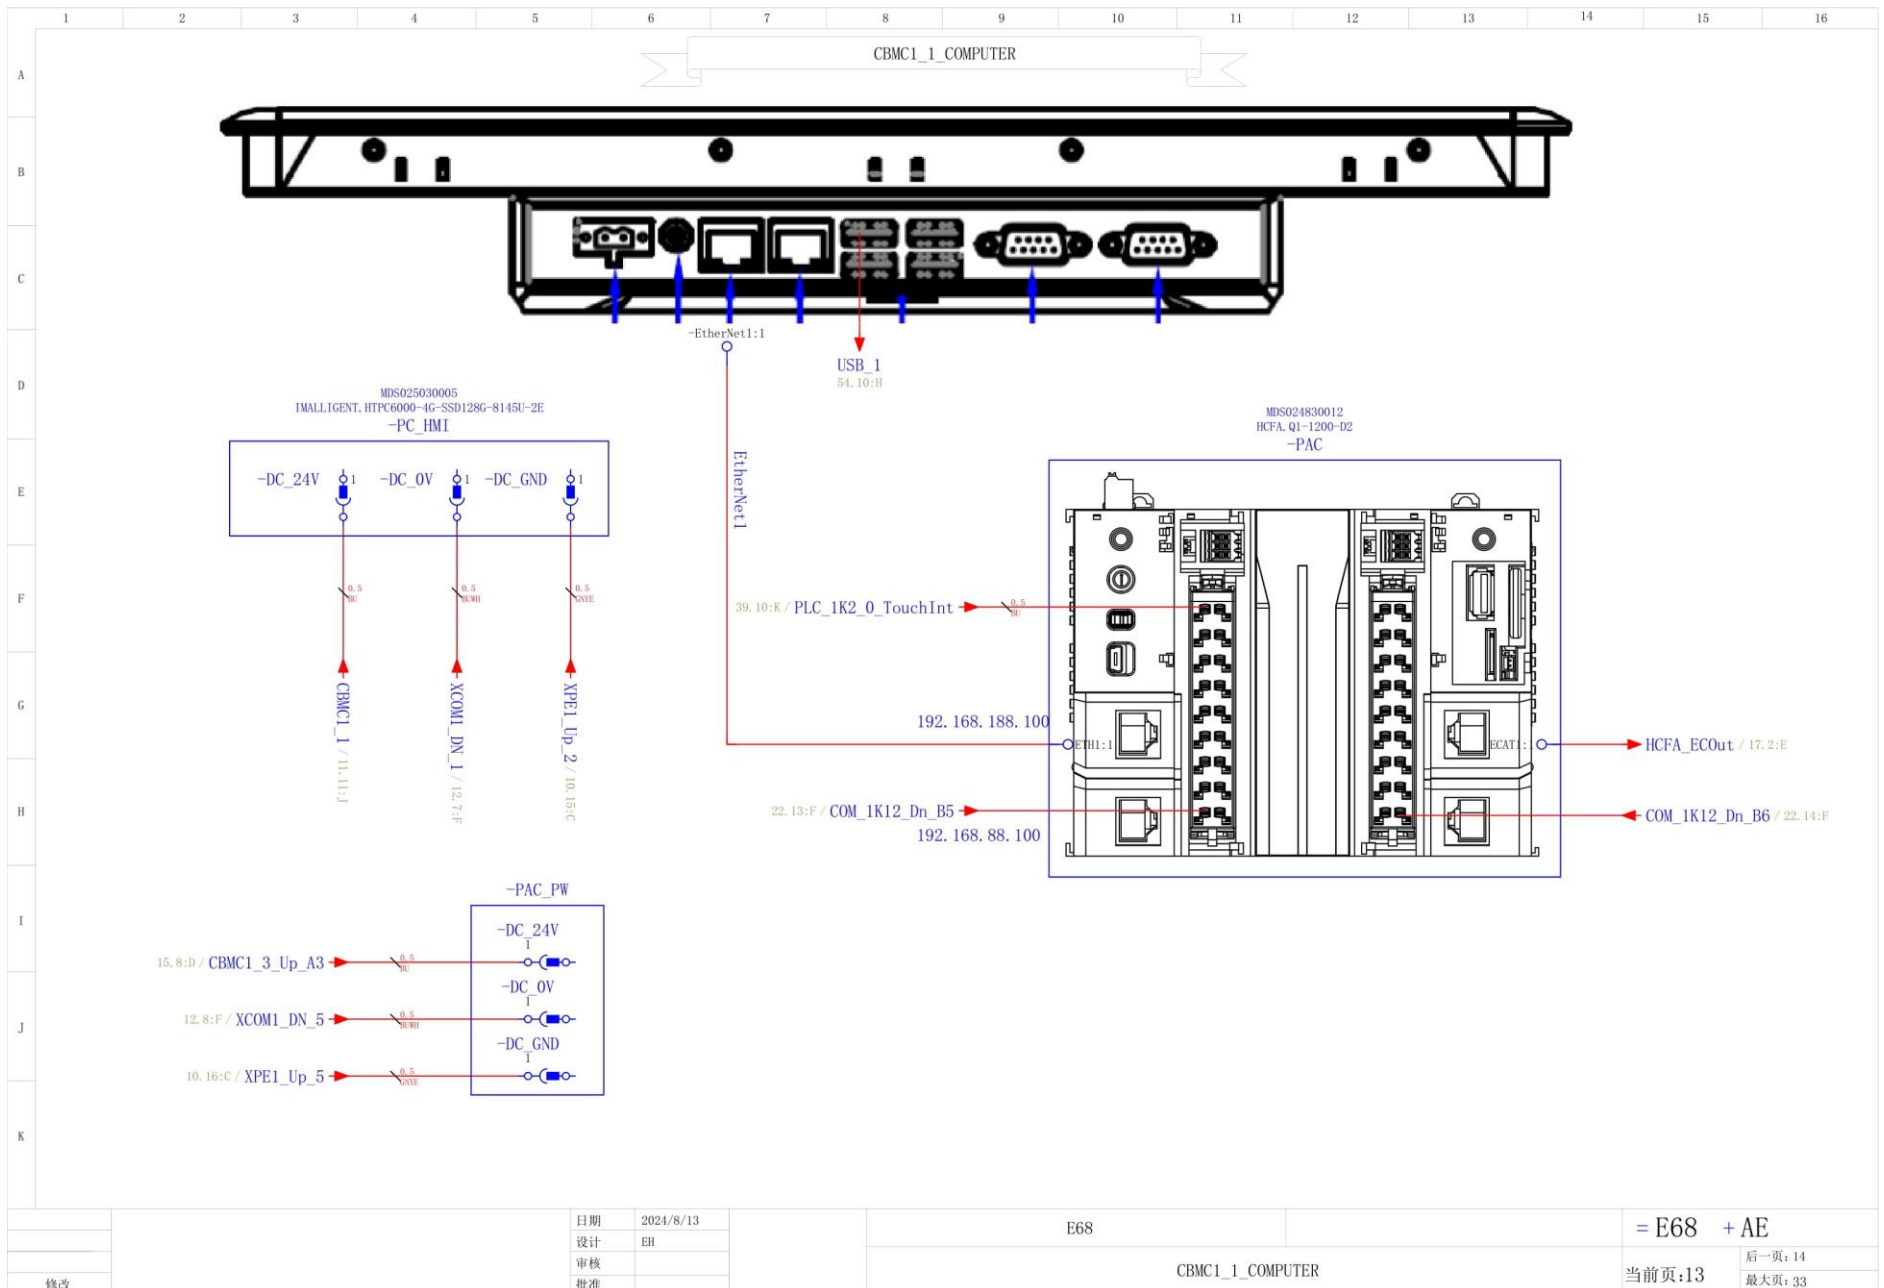 1 2 3 4 5 6 7 8 9 10 11 12 13 14 15 16
A
CBMC1_1_COMPUTER
B
C
-EtherNet1:1
USB_1
54.10:H
D
MDS025030005
IMALLIGENT.HTPC6000-4G-SSD128G-8145U-2E
-PC_HMI
MDS024830012
HCFA.Q1-1200-D2
-PAC
E
-DC_24V 1 -DC_0V 1 -DC_GND 1
EtherNet1
F
0.5
BU
0.5
BUWH
0.5
GNYE
39.10:K / PLC_1K2_0_TouchInt
0.5
BU
G
CBMC1_1 / 11.11:J
XCOM1_DN_1 / 12.7:F
XPE1_Up_2 / 10.15:C
192.168.188.100
ETH1:1
ECAT1:1
HCFA_ECOut / 17.2:E
H
22.13:F / COM_1K12_Dn_B5
COM_1K12_Dn_B6 / 22.14:F
192.168.88.100
-PAC_PW
I
-DC_24V
1
15.8:D / CBMC1_3_Up_A3
0.5
BU
-DC_0V
1
J
12.8:F / XCOM1_DN_5
0.5
BUWH
-DC_GND
1
10.16:C / XPE1_Up_5
0.5
GNYE
K
日期 2024/8/13
设计 EH
审核
批准
修改
E68
CBMC1_1_COMPUTER
= E68 + AE
当前页:13
后一页: 14
最大页: 33